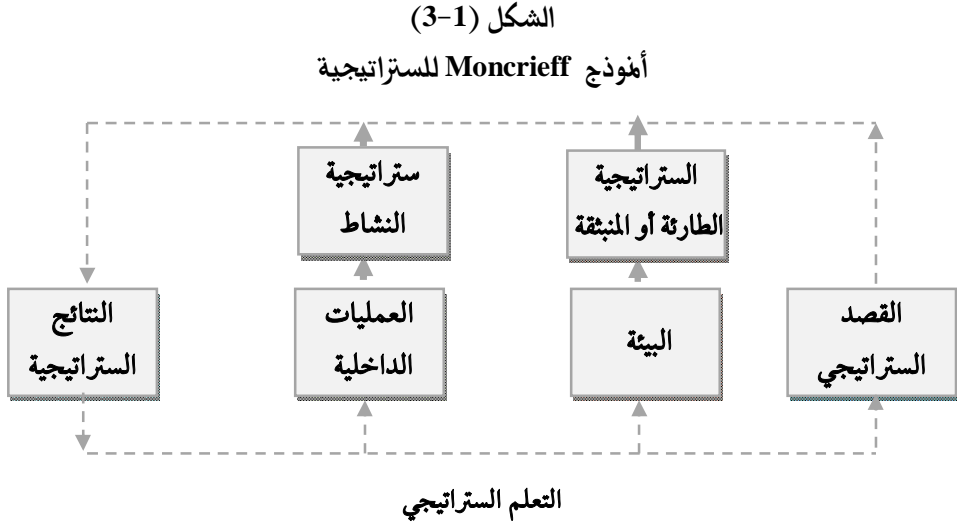 الشكل (1-3)
أنموذج Moncrieff للستراتيجية
الستراتيجية
الطارئة أو المنبثقة
ستراتيجية
النشاط
القصد
الستراتيجي
البيئة
العمليات
الداخلية
النتائج
الستراتيجية
التعلم الستراتيجي